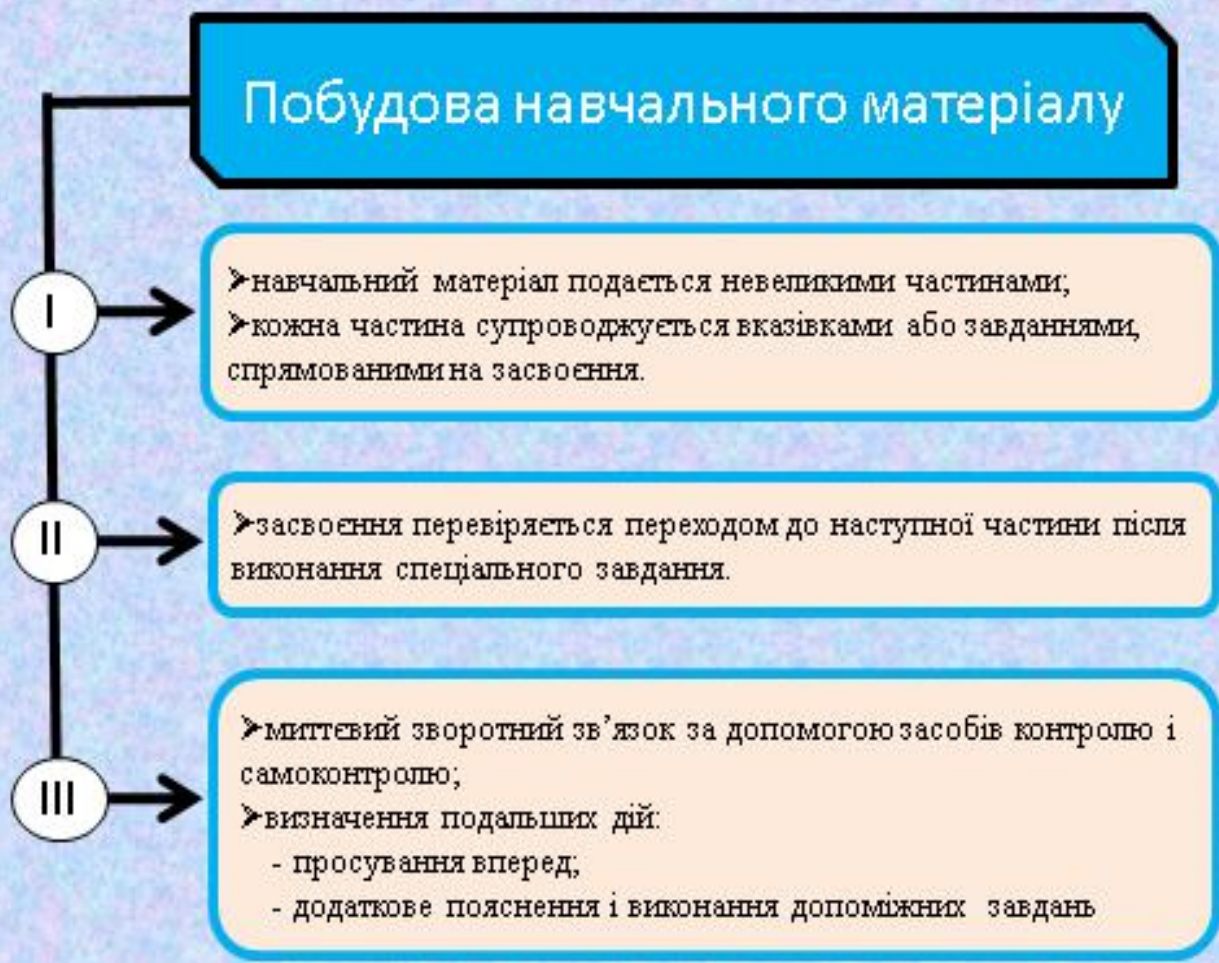 Побудова навчального матеріалу
I
➤навчальний матеріал подається невеликими частинами;
➤кожна частина супроводжується вказівками або завданнями,
спрямованими на засвоєння.
II
➤засвоєння перевіряється переходом до наступної частини після
виконання спеціального завдання.
III
➤миттєвий зворотний зв’язок за допомогою засобів контролю і
самоконтролю;
➤визначення подальших дій:
- просування вперед;
- додаткове пояснення і виконання допоміжних завдань